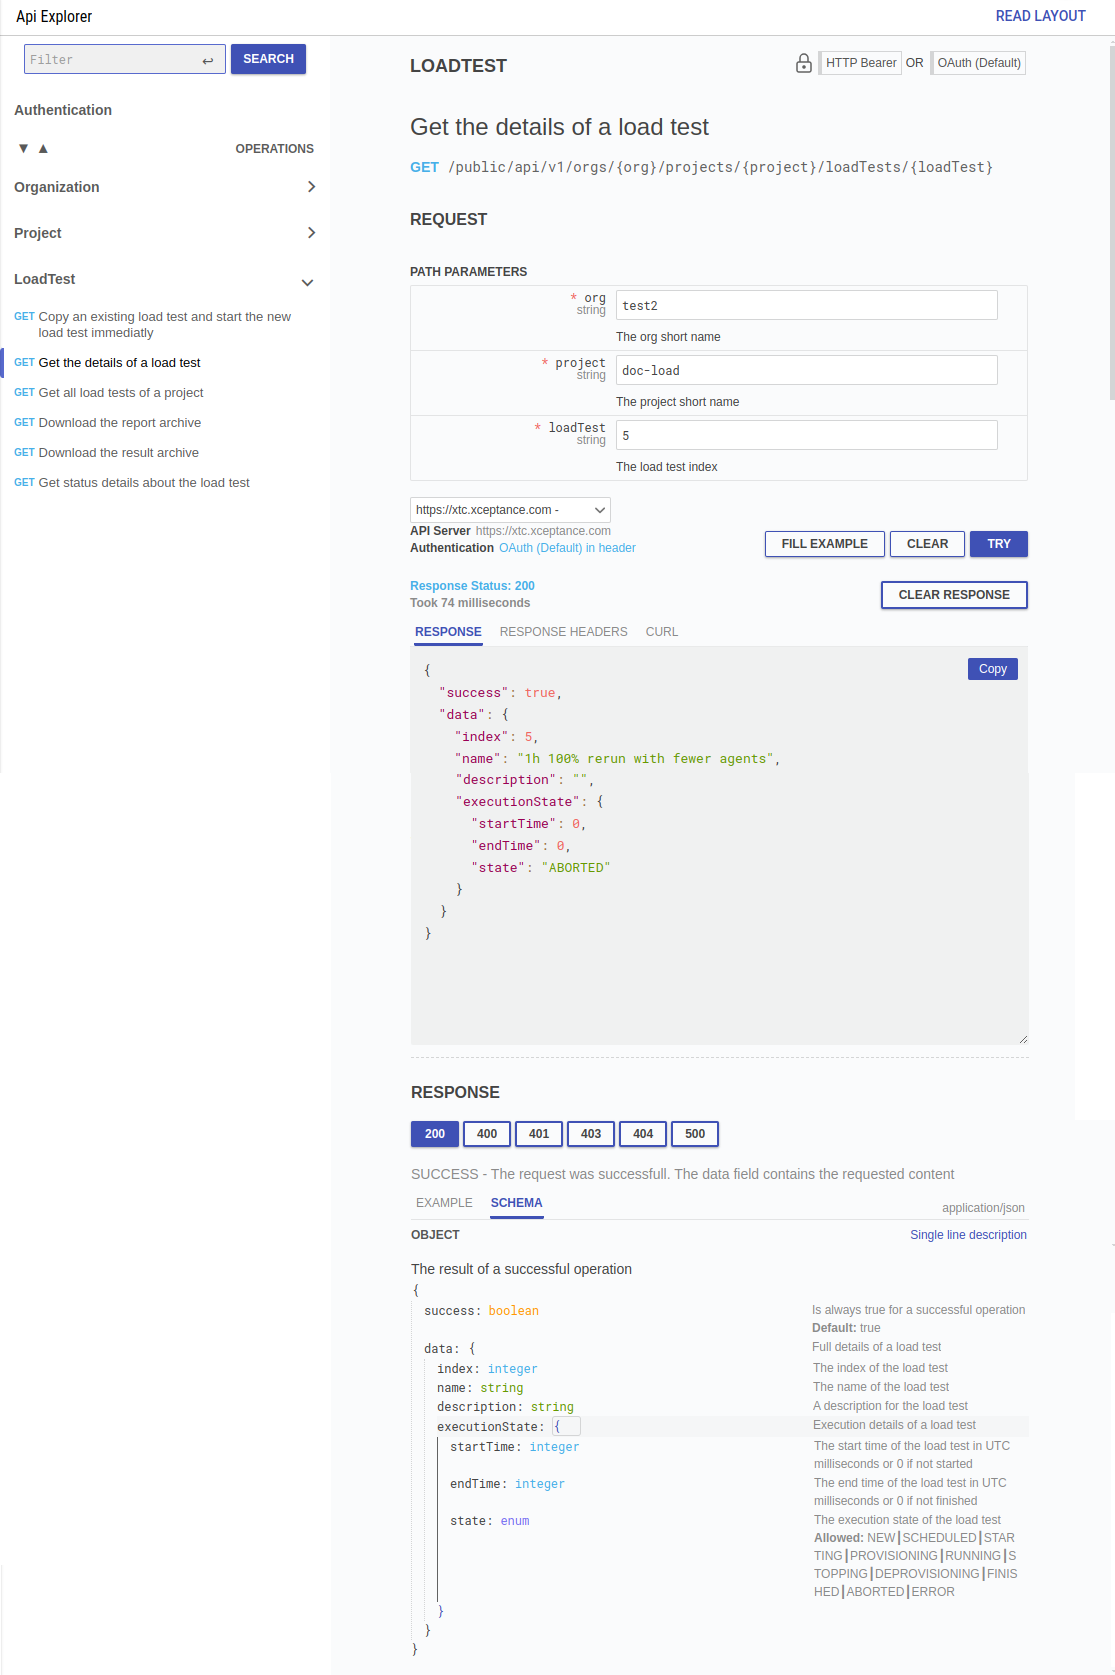 Api Explorer
READ LAYOUT
Filter
SEARCH
Authentication
▼ ▲ OPERATIONS
Organization
Project
LoadTest
GET Copy an existing load test and start the new
load test immediatly
GET Get the details of a load test
GET Get all load tests of a project
GET Download the report archive
GET Download the result archive
GET Get status details about the load test
LOADTEST
HTTP Bearer OR OAuth (Default)
Get the details of a load test
GET /public/api/v1/orgs/{org}/projects/{project}/loadTests/{loadTest}
REQUEST
PATH PARAMETERS
* org
string
test2
The org short name
* project
string
doc-load
The project short name
* loadTest
string
5
The load test index
https://xtc.xceptance.com -
API Server https://xtc.xceptance.com
Authentication OAuth (Default) in header
FILL EXAMPLE
CLEAR
TRY
Response Status: 200
Took 74 milliseconds
CLEAR RESPONSE
RESPONSE RESPONSE HEADERS CURL
Copy
{
"success": true,
"data": {
"index": 5,
"name": "1h 100% rerun with fewer agents",
"description": "",
"executionState": {
"startTime": 0,
"endTime": 0,
"state": "ABORTED"
}
}
}
RESPONSE
200 400 401 403 404 500
SUCCESS - The request was successfull. The data field contains the requested content
EXAMPLE SCHEMA
application/json
OBJECT
Single line description
The result of a successful operation
{
success: boolean
Is always true for a successful operation
Default: true
data: {
Full details of a load test
index: integer
The index of the load test
name: string
The name of the load test
description: string
A description for the load test
executionState: {
Execution details of a load test
startTime: integer
The start time of the load test in UTC
milliseconds or 0 if not started
endTime: integer
The end time of the load test in UTC
milliseconds or 0 if not finished
state: enum
The execution state of the load test
Allowed: NEW┃SCHEDULED┃STAR
TING┃PROVISIONING┃RUNNING┃S
TOPPING┃DEPROVISIONING┃FINIS
HED┃ABORTED┃ERROR
}
}
}